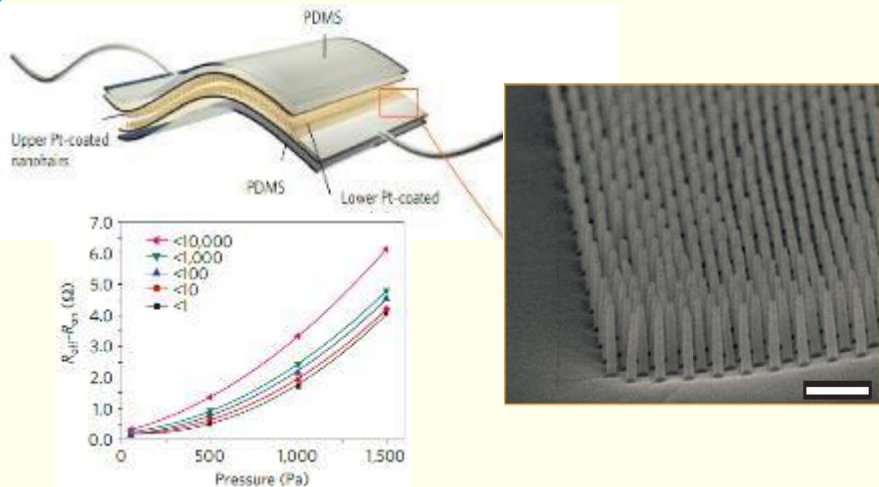 PDMS
Upper Pt-coated
nanohairs
PDMS
Lower Pt-coated
7.0
6.0
5.0
4.0
3.0
2.0
1.0
0.0
R_off–R_on (Ω)
<10,000
<1,000
<100
<10
<1
0
500
1,000
1,500
Pressure (Pa)